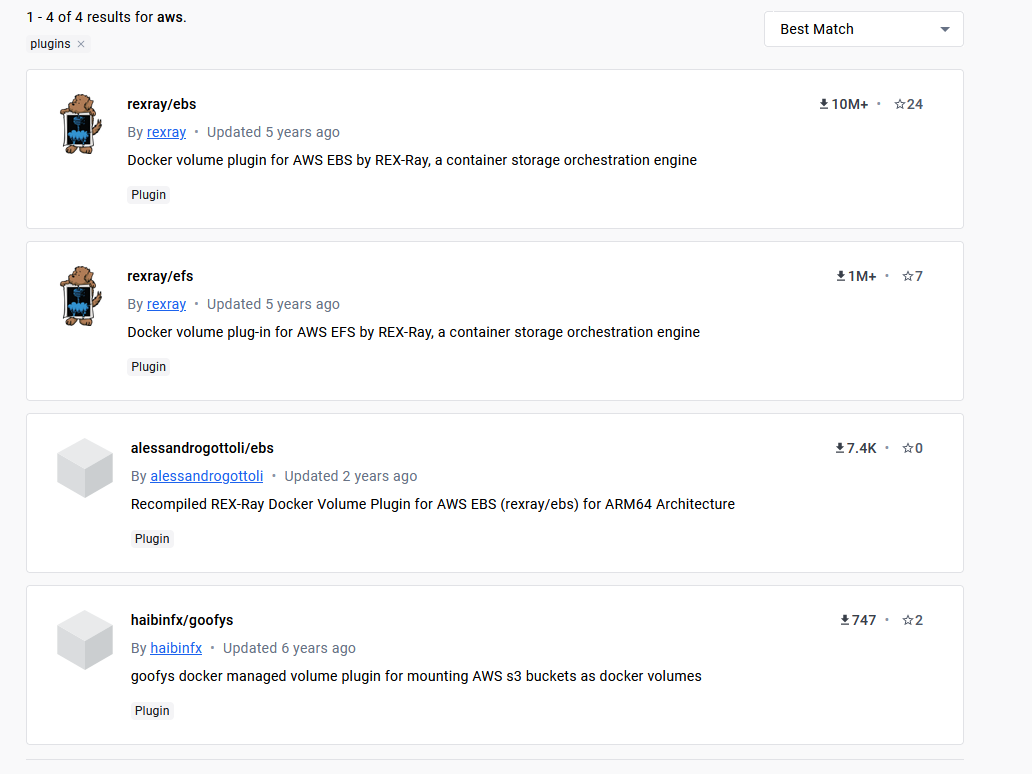 1 - 4 of 4 results for aws.
Best Match
plugins ×
rexray/ebs
10M+ • ☆24
By rexray • Updated 5 years ago
Docker volume plugin for AWS EBS by REX-Ray, a container storage orchestration engine
Plugin
rexray/efs
1M+ • ☆7
By rexray • Updated 5 years ago
Docker volume plug-in for AWS EFS by REX-Ray, a container storage orchestration engine
Plugin
alessandrogottoli/ebs
7.4K • ☆0
By alessandrogottoli • Updated 2 years ago
Recompiled REX-Ray Docker Volume Plugin for AWS EBS (rexray/ebs) for ARM64 Architecture
Plugin
haibinfx/goofys
747 • ☆2
By haibinfx • Updated 6 years ago
goofys docker managed volume plugin for mounting AWS s3 buckets as docker volumes
Plugin